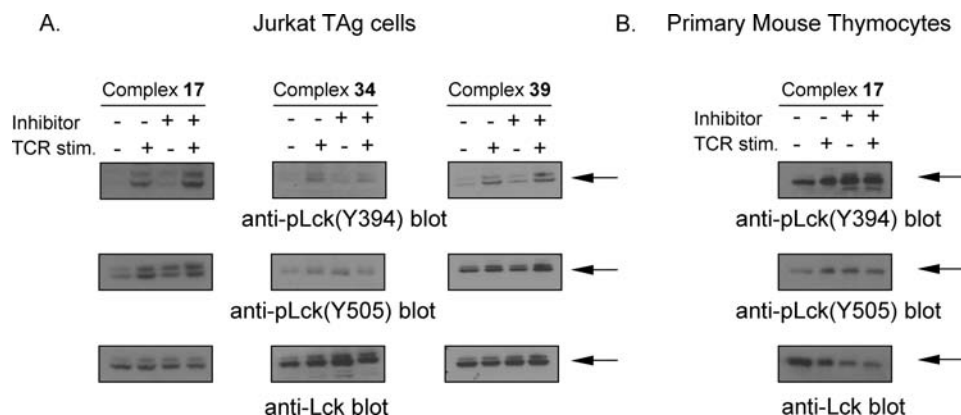 A. Jurkat TAg cells B. Primary Mouse Thymocytes
Complex 17 Complex 34 Complex 39 Complex 17
Inhibitor - - + + - - + + - - + + Inhibitor - - + +
TCR stim. - + - + - + - + - + - + TCR stim. - + - +
anti-pLck(Y394) blot anti-pLck(Y394) blot
anti-pLck(Y505) blot anti-pLck(Y505) blot
anti-Lck blot anti-Lck blot